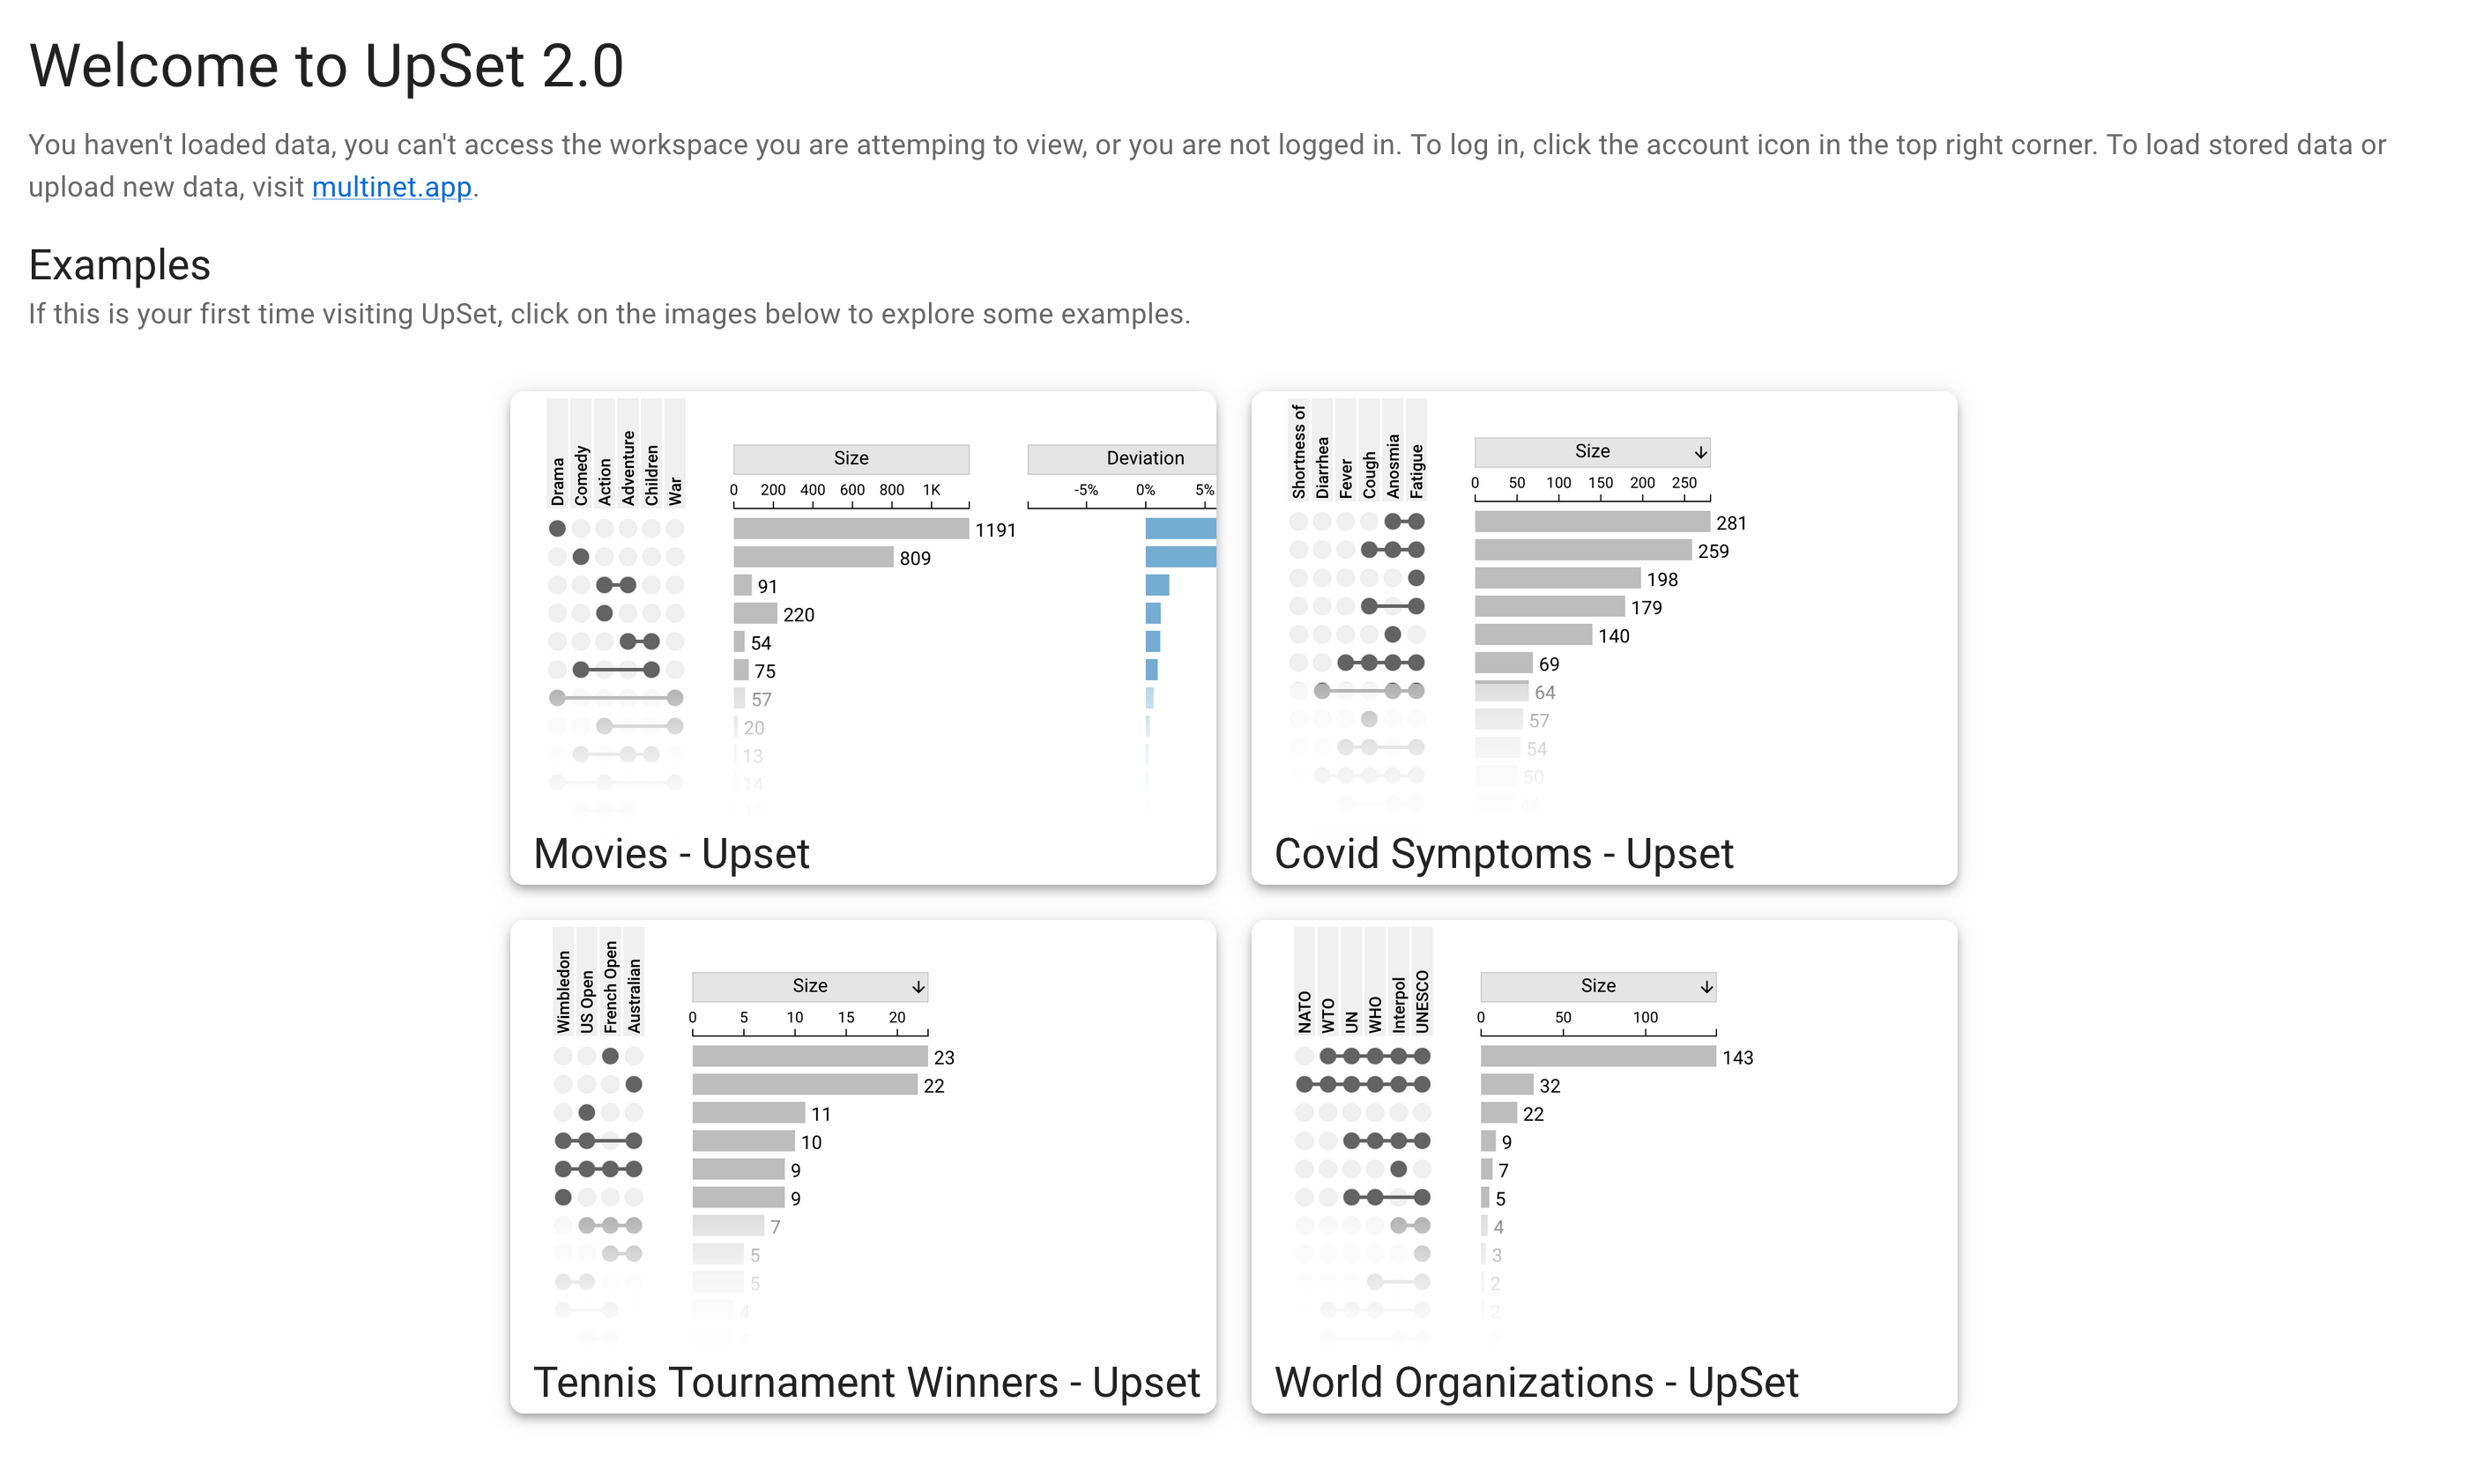 Welcome to UpSet 2.0
You haven't loaded data, you can't access the workspace you are attemping to view, or you are not logged in. To log in, click the account icon in the top right corner. To load stored data or
upload new data, visit multinet.app.
Examples
If this is your first time visiting UpSet, click on the images below to explore some examples.
Drama
Comedy
Action
Adventure
Children
War
Size
Deviation
0 200 400 600 800 1K
-5% 0% 5%
1191
809
91
220
54
75
57
20
13
14
Movies - Upset
Shortness of
Diarrhea
Fever
Cough
Anosmia
Fatigue
Size
0 50 100 150 200 250
281
259
198
179
140
69
64
57
54
50
Covid Symptoms - Upset
Wimbledon
US Open
French Open
Australian
Size
0 5 10 15 20
23
22
11
10
9
9
7
5
5
4
Tennis Tournament Winners - Upset
NATO
WTO
UN
WHO
Interpol
UNESCO
Size
0 50 100
143
32
22
9
7
5
4
3
2
2
World Organizations - UpSet